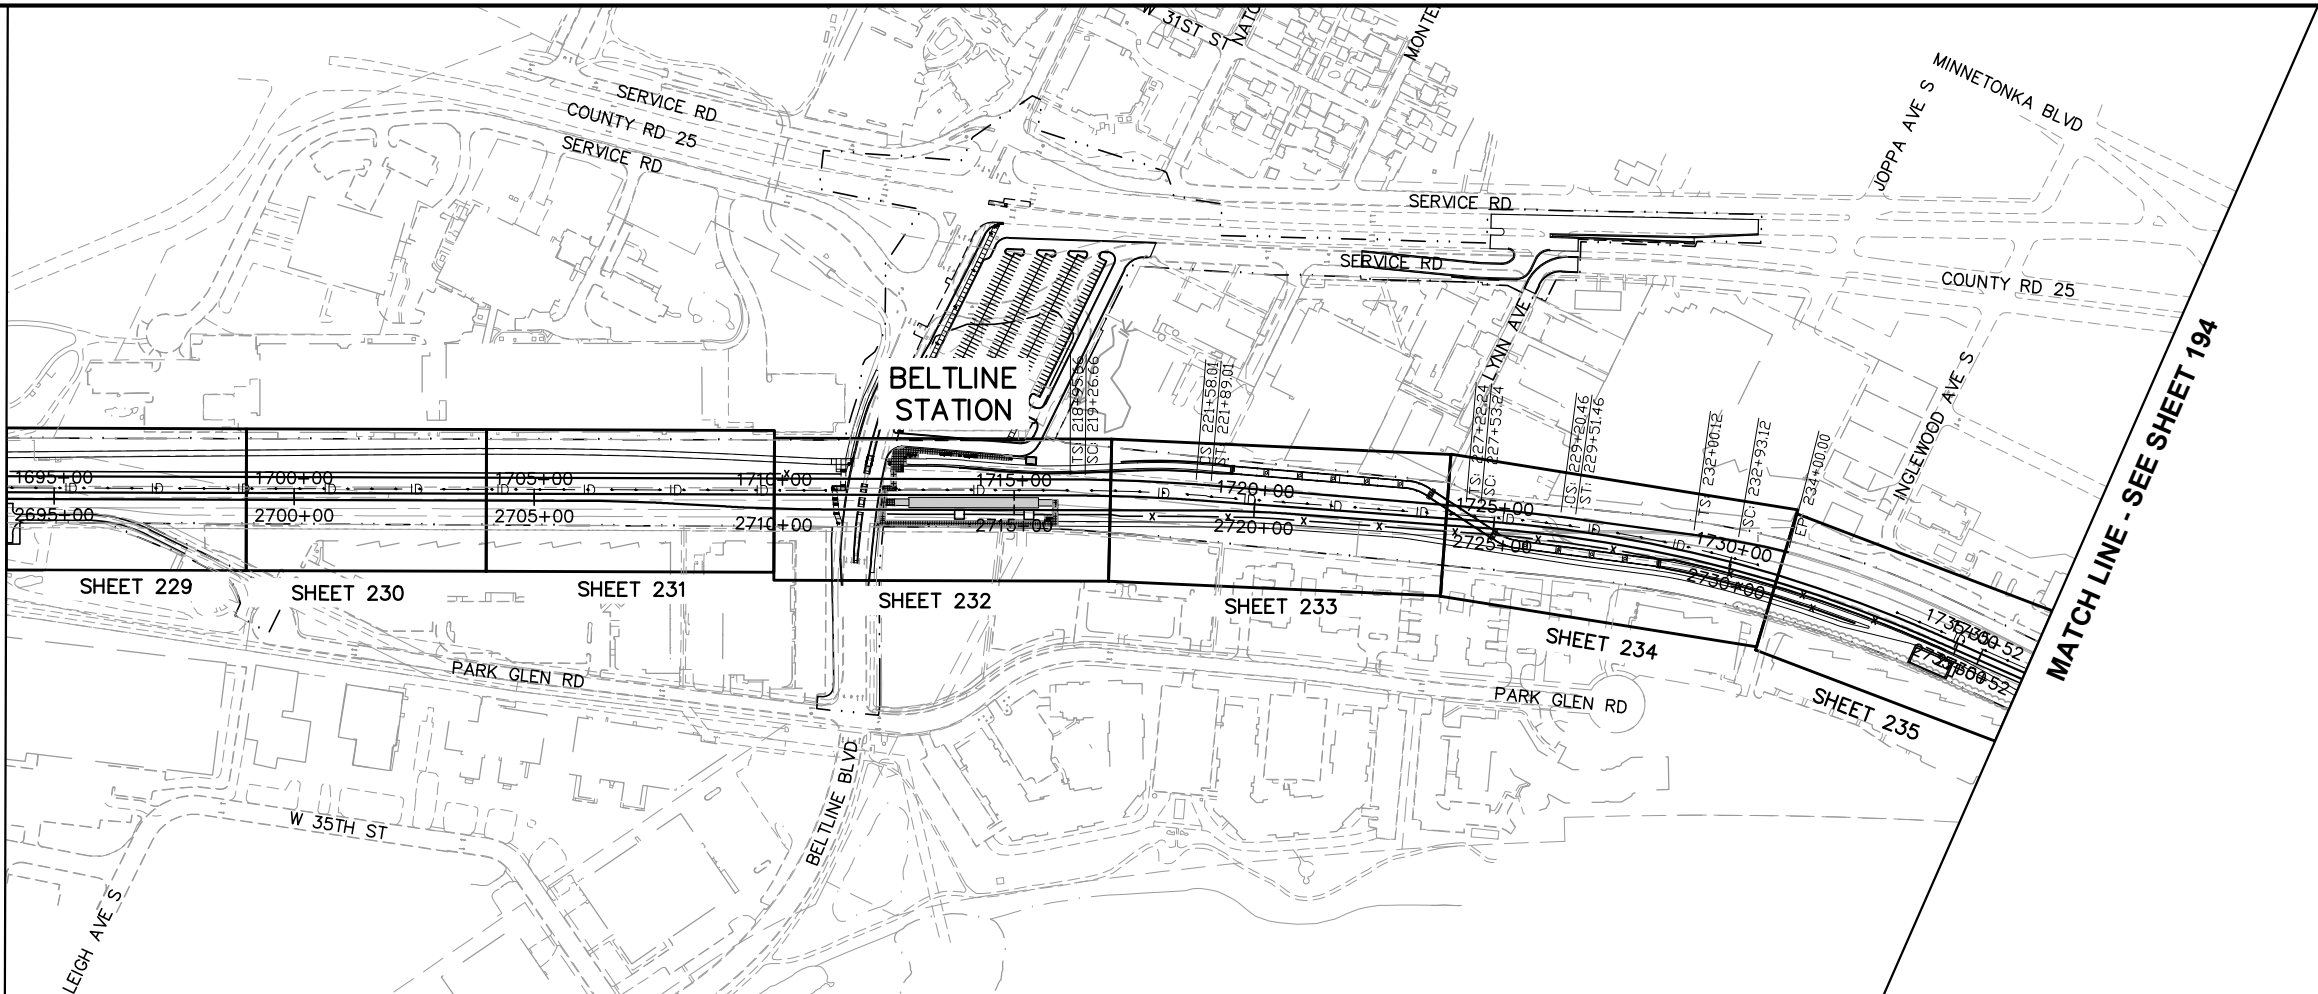 W 31ST ST
MINNETONKA BLVD
JOPPA AVE S
SERVICE RD
COUNTY RD 25
SERVICE RD
SERVICE RD
SERVICE RD
COUNTY RD 25
LYNN AVE
INGLEWOOD AVE S
MATCH LINE - SEE SHEET 194
BELTLINE
STATION
TS: 218+95.66
SC: 219+26.66
CS: 221+58.01
ST: 221+89.01
TS: 227+22.24
SC: 227+53.24
CS: 229+20.46
ST: 229+51.46
TS: 232+00.12
SC: 232+93.12
EP: 234+00.00
1695+00
1700+00
1705+00
1710+00
1715+00
1720+00
1725+00
1730+00
2695+00
2700+00
2705+00
2710+00
2715+00
2720+00
2725+00
2730+00
SHEET 229
SHEET 230
SHEET 231
SHEET 232
SHEET 233
SHEET 234
SHEET 235
PARK GLEN RD
PARK GLEN RD
BELTLINE BLVD
W 35TH ST
LEIGH AVE S